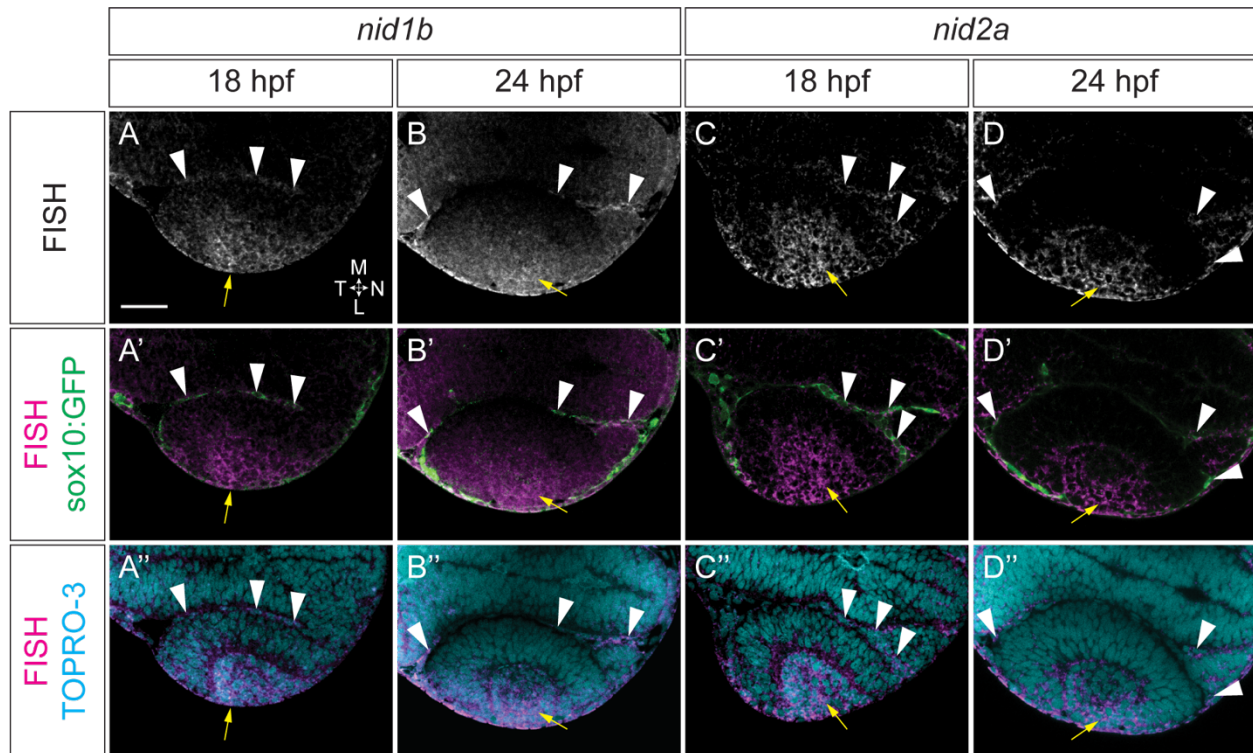 nid1b nid2a
18 hpf 24 hpf 18 hpf 24 hpf
FISH
A B C D
M
T N
L
FISH
sox10:GFP
A’ B’ C’ D’
FISH
TOPRO-3
A’’ B’’ C’’ D’’